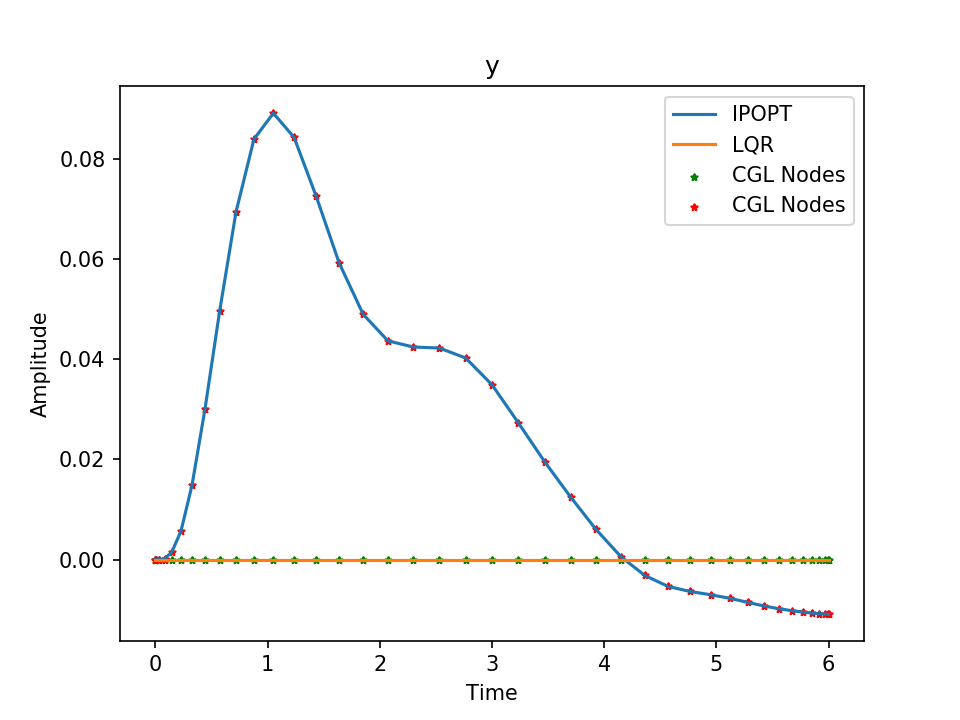 y
IPOPT
LQR
CGL Nodes
CGL Nodes
Amplitude
0.08
0.06
0.04
0.02
0.00
0 1 2 3 4 5 6
Time